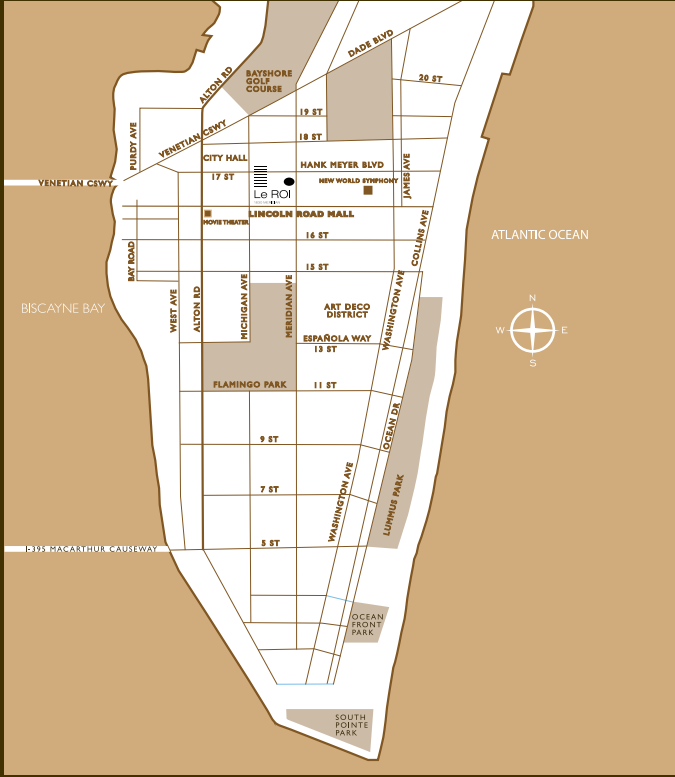 DADE BLVD
BAYSHORE
GOLF
COURSE
20 ST
ALTON RD
19 ST
18 ST
VENETIAN CSWY
PURDY AVE
CITY HALL
HANK MEYER BLVD
JAMES AVE
17 ST
NEW WORLD SYMPHONY
VENETIAN CSWY
Le ROI
LINCOLN ROAD MALL
MOVIE THEATER
16 ST
COLLINS AVE
ATLANTIC OCEAN
BAY ROAD
15 ST
BISCAYNE BAY
WEST AVE
ALTON RD
MICHIGAN AVE
MERIDIAN AVE
ART DECO
DISTRICT
WASHINGTON AVE
N
W
E
S
ESPAÑOLA WAY
13 ST
FLAMINGO PARK
11 ST
OCEAN DR
9 ST
7 ST
WASHINGTON AVE
LUMMUS PARK
5 ST
I-395 MACARTHUR CAUSEWAY
OCEAN
FRONT
PARK
SOUTH
POINTE
PARK